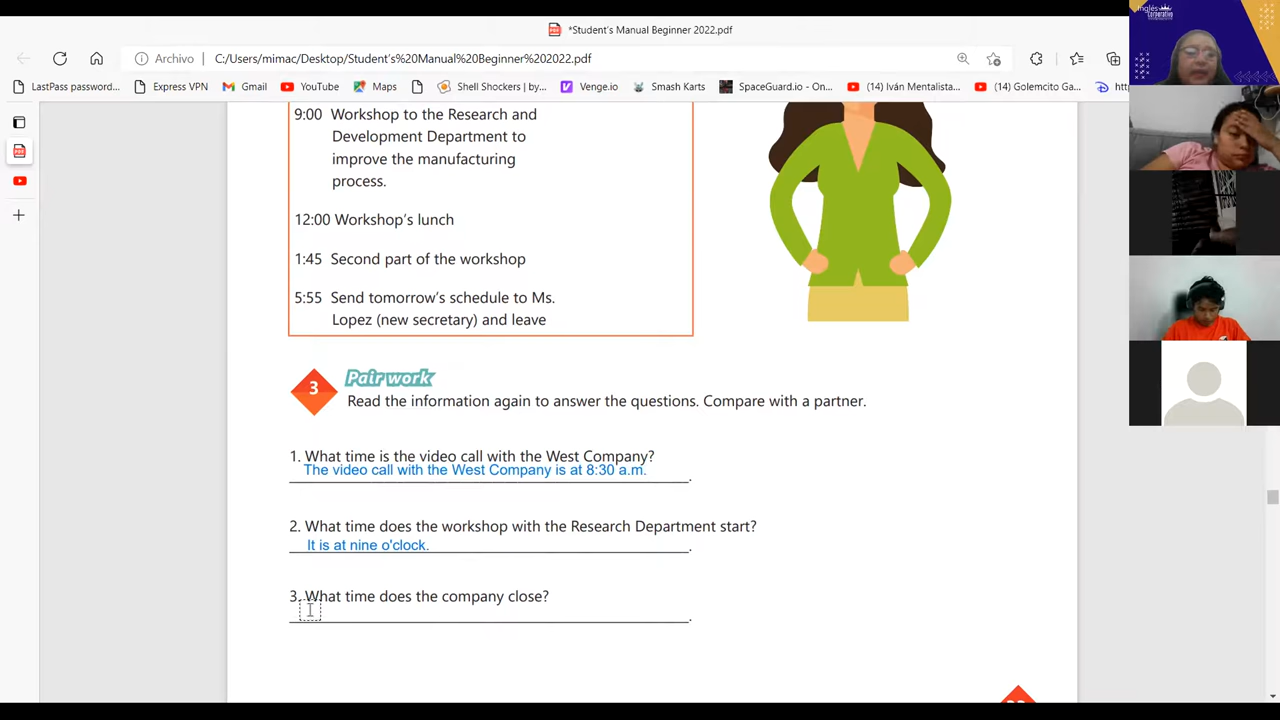 *Student's Manual Beginner 2022.pdf
Archivo C:/Users/mimac/Desktop/Student's%20Manual%20Beginner%202022.pdf
LastPass password... Express VPN Gmail YouTube Maps Shell Shockers | by... Venge.io Smash Karts SpaceGuard.io - On... (14) Iván Mentalista... (14) Golemcito Ga...
Inglés
Corporativo
9:00 Workshop to the Research and
Development Department to
improve the manufacturing
process.
12:00 Workshop's lunch
1:45 Second part of the workshop
5:55 Send tomorrow's schedule to Ms.
Lopez (new secretary) and leave
3
Pair work
Read the information again to answer the questions. Compare with a partner.
1. What time is the video call with the West Company?
The video call with the West Company is at 8:30 a.m.
2. What time does the workshop with the Research Department start?
It is at nine o'clock.
3. What time does the company close?